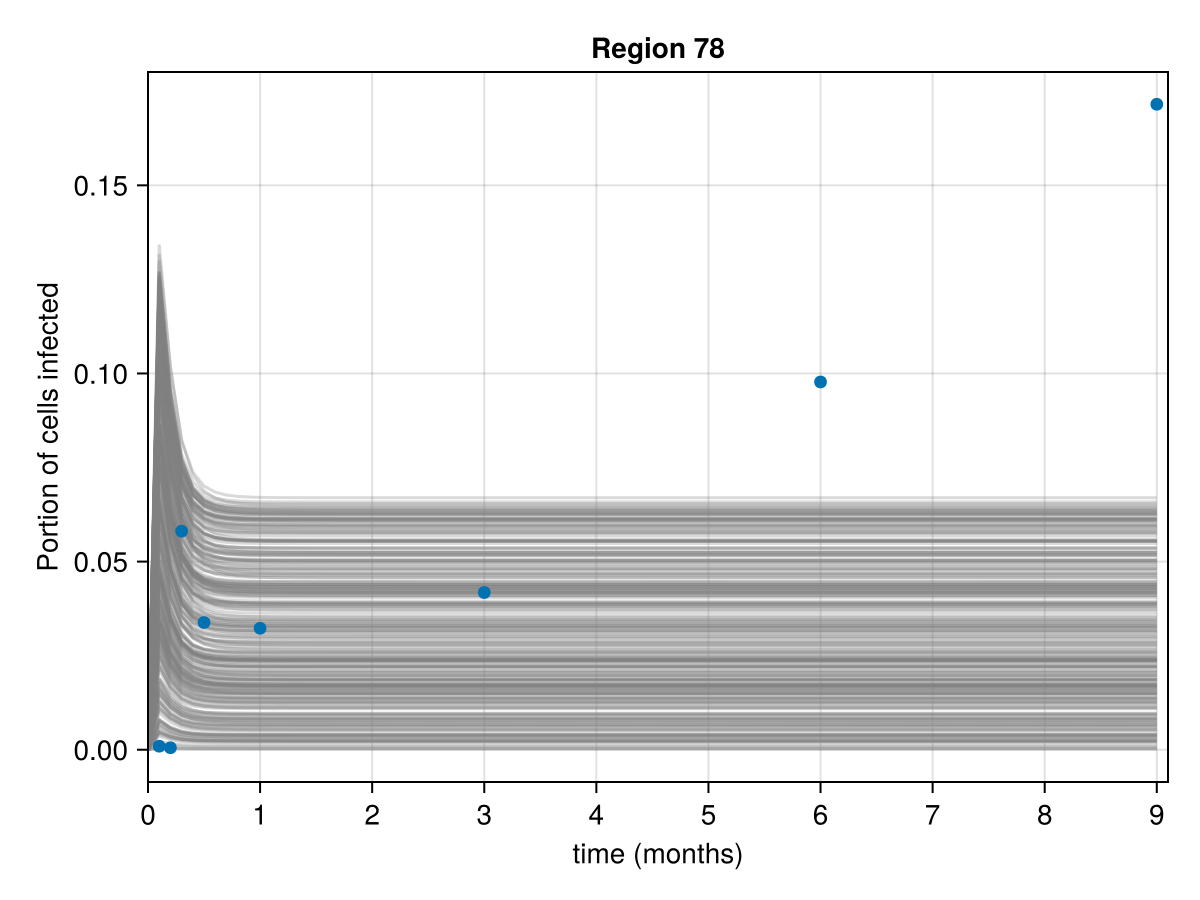 Region 78
Portion of cells infected
0.15
0.10
0.05
0.00
0 1 2 3 4 5 6 7 8 9
time (months)